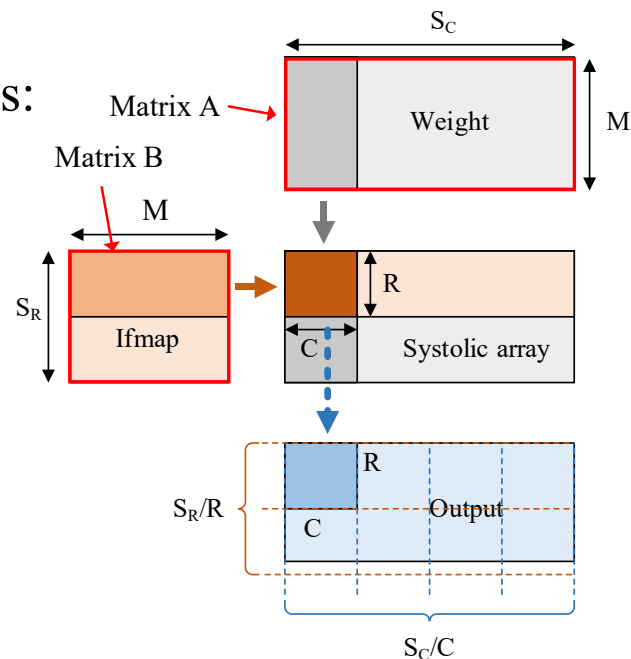 S_C
s:
Matrix A
Weight
M
Matrix B
M
S_R
R
Ifmap
C
Systolic array
R
S_R/R
Output
C
S_C/C